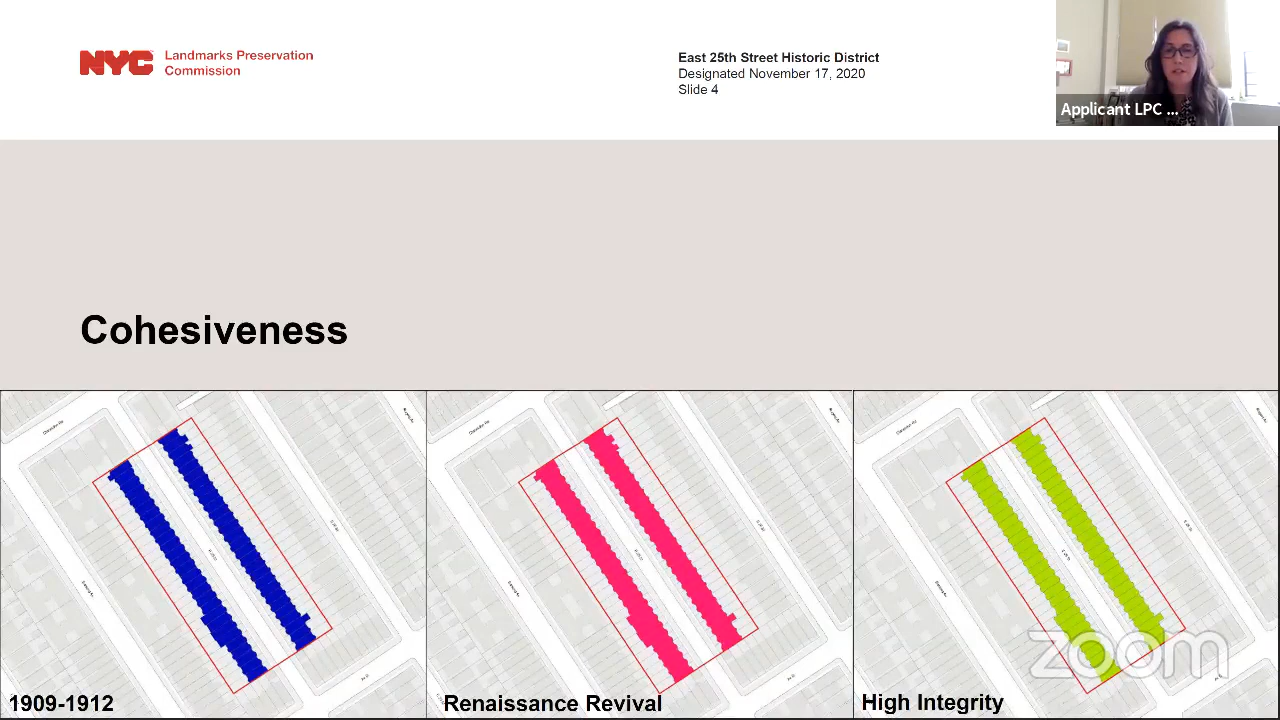 NYC
Landmarks Preservation
Commission
East 25th Street Historic District
Designated November 17, 2020
Slide 4
Applicant LPC ...
Cohesiveness
1909-1912
Renaissance Revival
High Integrity
zoom